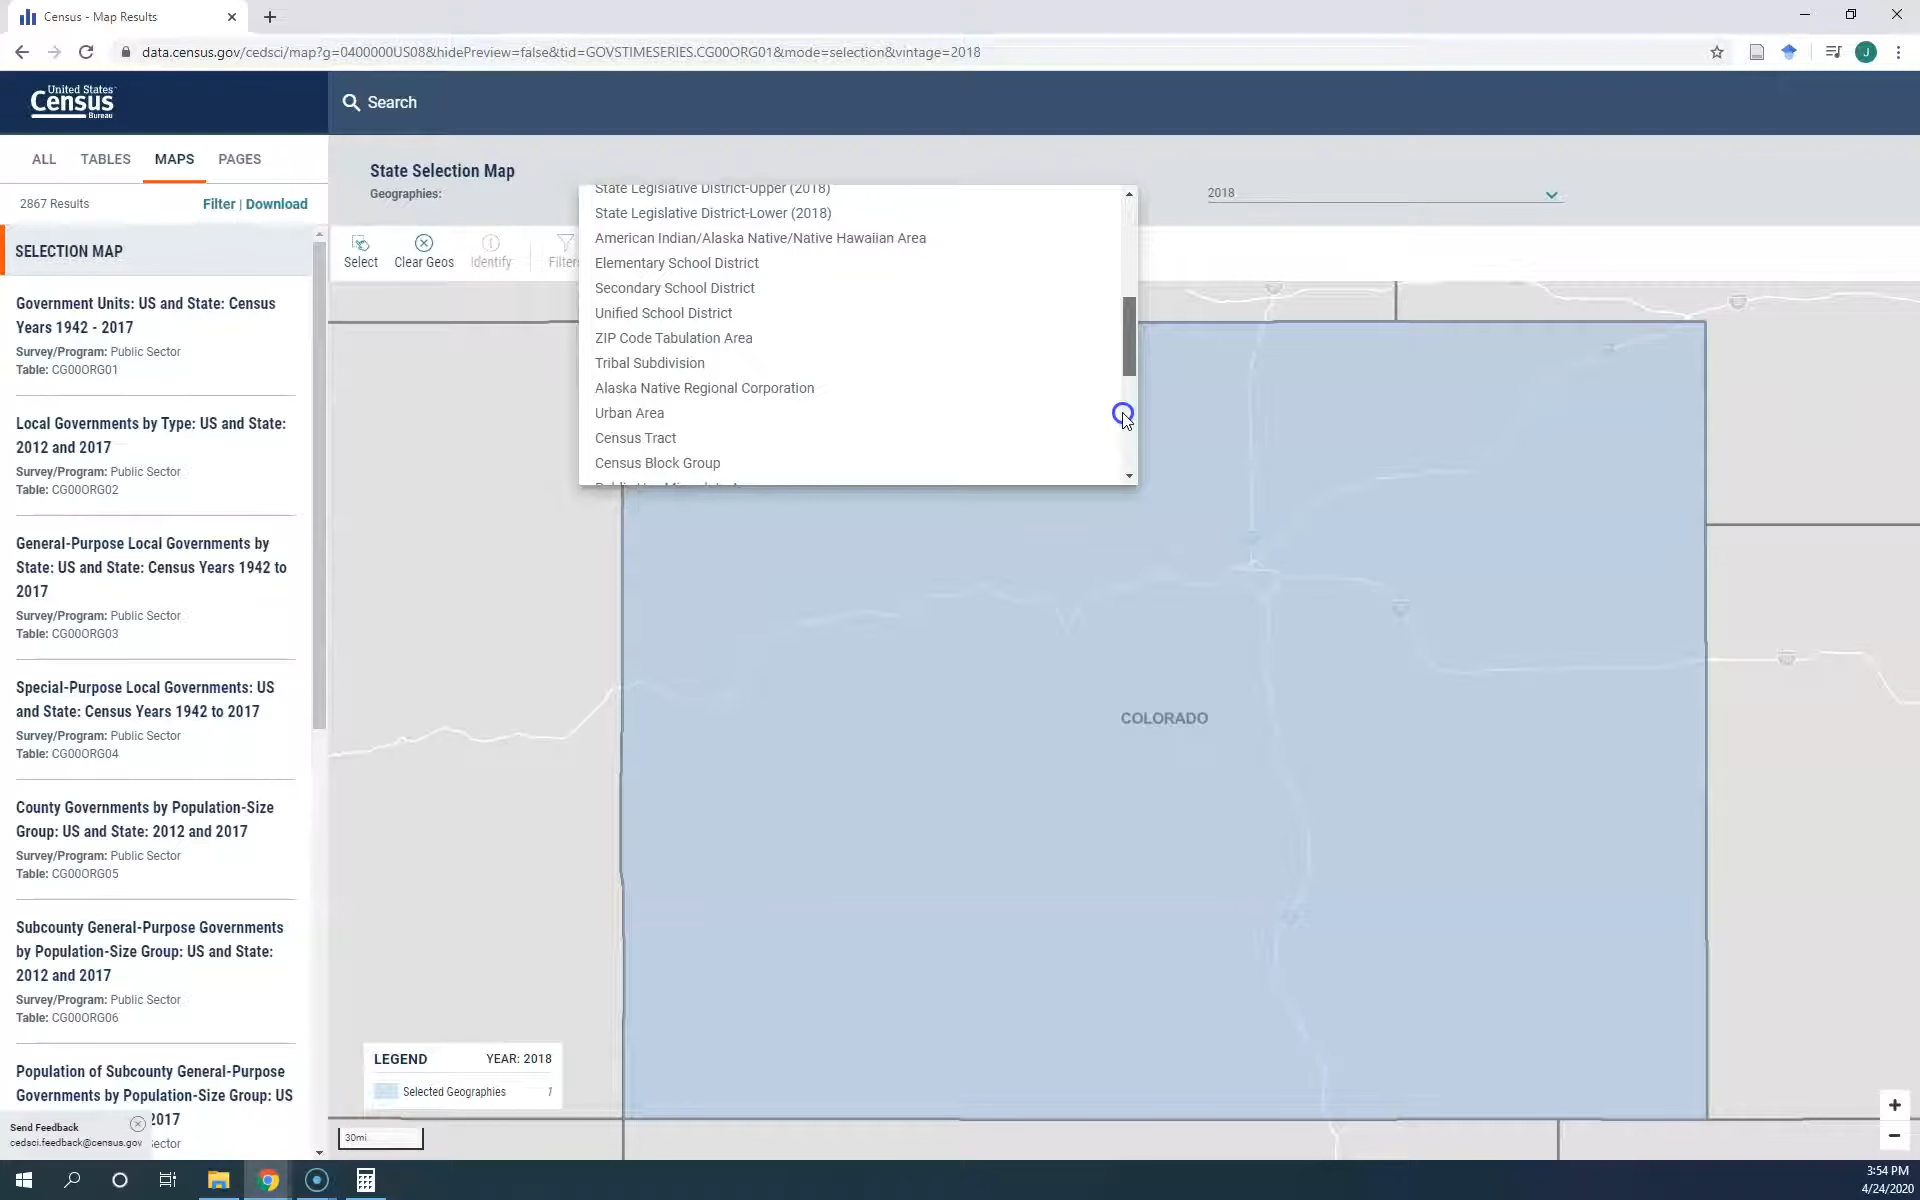 Census - Map Results
data.census.gov/cedsci/map?g=0400000US08&hidePreview=false&tid=GOVSTIMESERIES.CG00ORG01&mode=selection&vintage=2018
J
United States
Census
Bureau
Search
ALL TABLES MAPS PAGES
2867 Results Filter | Download
SELECTION MAP
Government Units: US and State: Census
Years 1942 - 2017
Survey/Program: Public Sector
Table: CG00ORG01
Local Governments by Type: US and State:
2012 and 2017
Survey/Program: Public Sector
Table: CG00ORG02
General-Purpose Local Governments by
State: US and State: Census Years 1942 to
2017
Survey/Program: Public Sector
Table: CG00ORG03
Special-Purpose Local Governments: US
and State: Census Years 1942 to 2017
Survey/Program: Public Sector
Table: CG00ORG04
County Governments by Population-Size
Group: US and State: 2012 and 2017
Survey/Program: Public Sector
Table: CG00ORG05
Subcounty General-Purpose Governments
by Population-Size Group: US and State:
2012 and 2017
Survey/Program: Public Sector
Table: CG00ORG06
Population of Subcounty General-Purpose
Governments by Population-Size Group: US
2017
Sector
Send Feedback
cedsci.feedback@census.gov
State Selection Map
Geographies:
2018
Select Clear Geos Identify Filter
State Legislative District-Upper (2018)
State Legislative District-Lower (2018)
American Indian/Alaska Native/Native Hawaiian Area
Elementary School District
Secondary School District
Unified School District
ZIP Code Tabulation Area
Tribal Subdivision
Alaska Native Regional Corporation
Urban Area
Census Tract
Census Block Group
COLORADO
LEGEND YEAR: 2018
Selected Geographies 1
30mi
3:54 PM
4/24/2020